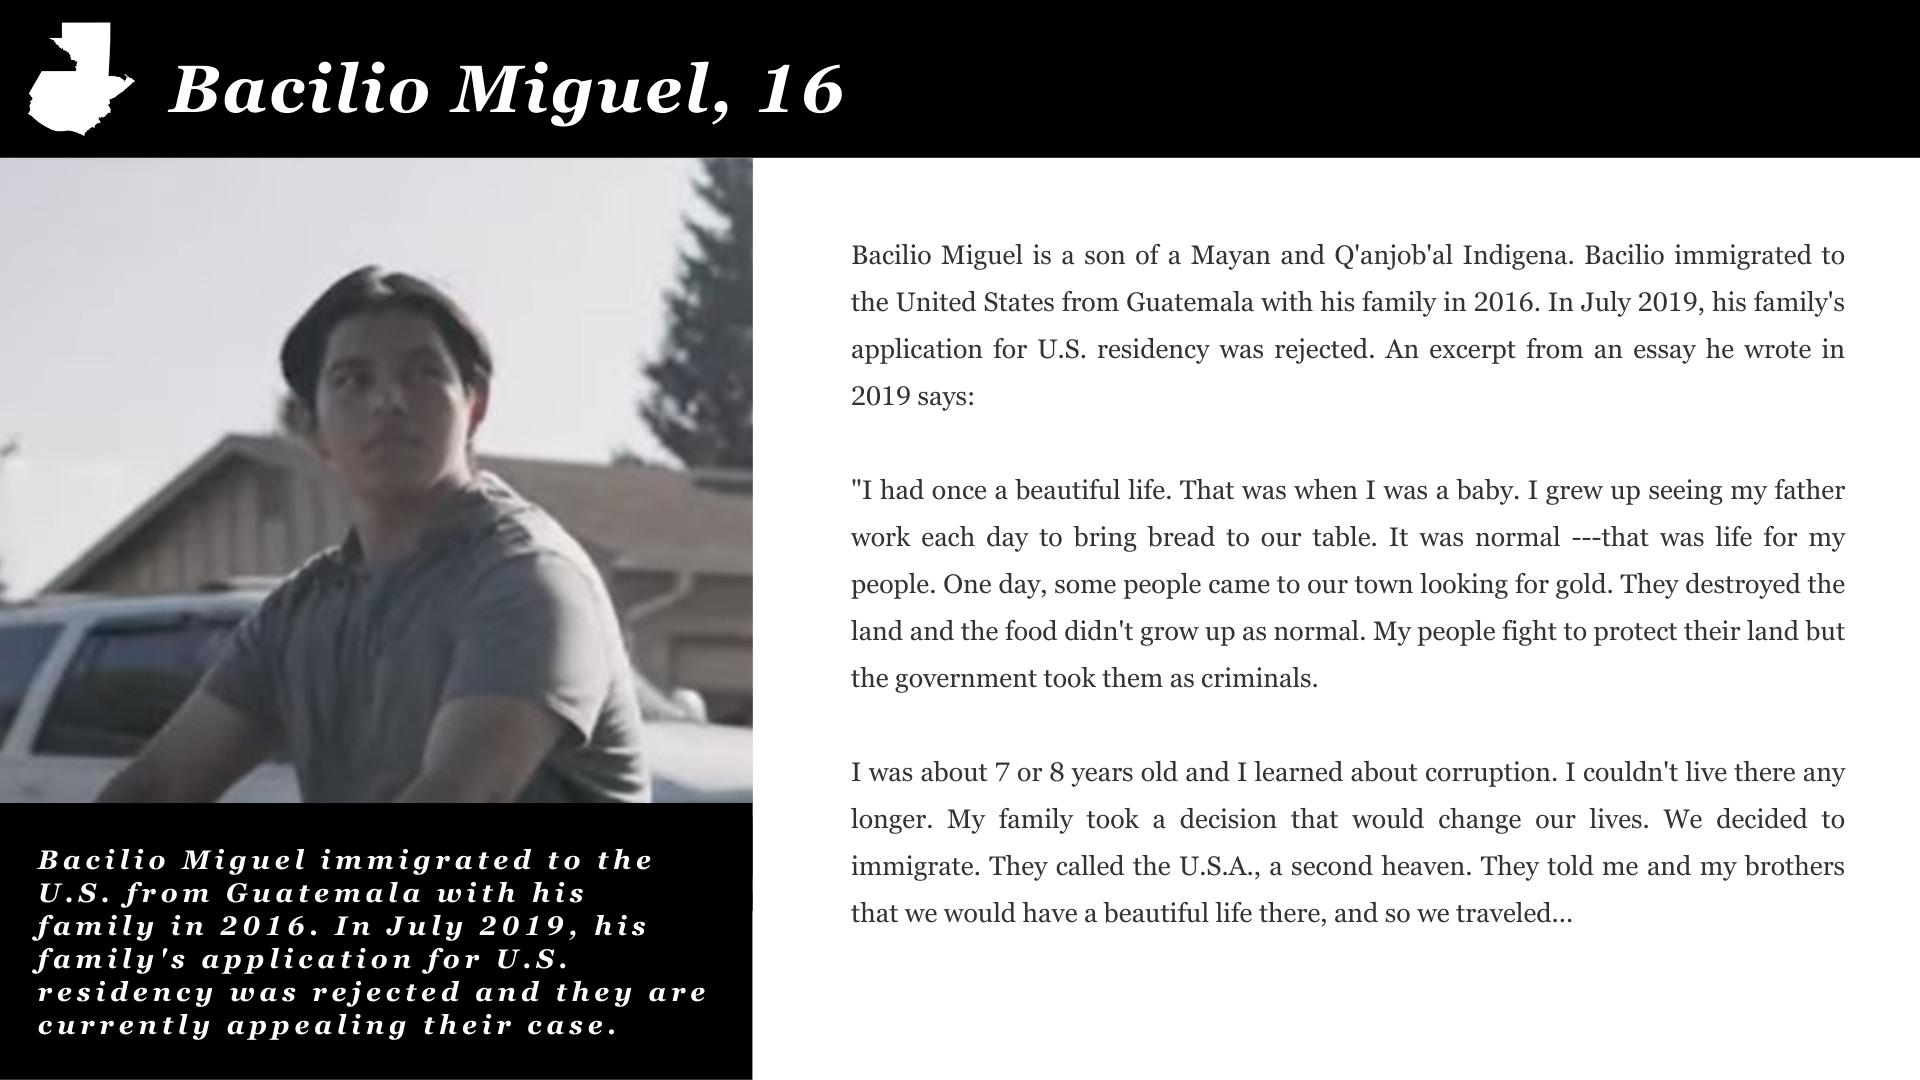 Bacilio Miguel, 16
Bacilio Miguel is a son of a Mayan and Q'anjob'al Indigena. Bacilio immigrated to
the United States from Guatemala with his family in 2016. In July 2019, his family's
application for U.S. residency was rejected. An excerpt from an essay he wrote in
2019 says:
"I had once a beautiful life. That was when I was a baby. I grew up seeing my father
work each day to bring bread to our table. It was normal ---that was life for my
people. One day, some people came to our town looking for gold. They destroyed the
land and the food didn't grow up as normal. My people fight to protect their land but
the government took them as criminals.
I was about 7 or 8 years old and I learned about corruption. I couldn't live there any
longer. My family took a decision that would change our lives. We decided to
immigrate. They called the U.S.A., a second heaven. They told me and my brothers
that we would have a beautiful life there, and so we traveled...
Bacilio Miguel immigrated to the
U.S. from Guatemala with his
family in 2016. In July 2019, his
family's application for U.S.
residency was rejected and they are
currently appealing their case.